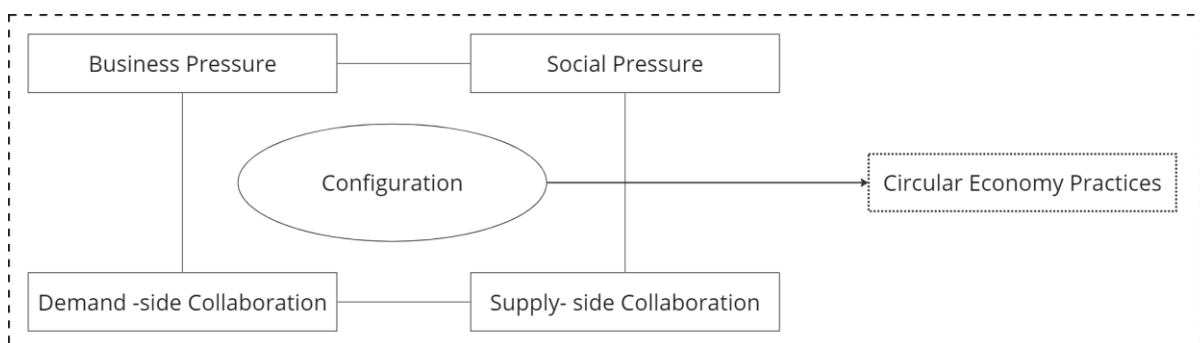 Business Pressure
Social Pressure
Configuration
Circular Economy Practices
Demand -side Collaboration
Supply- side Collaboration